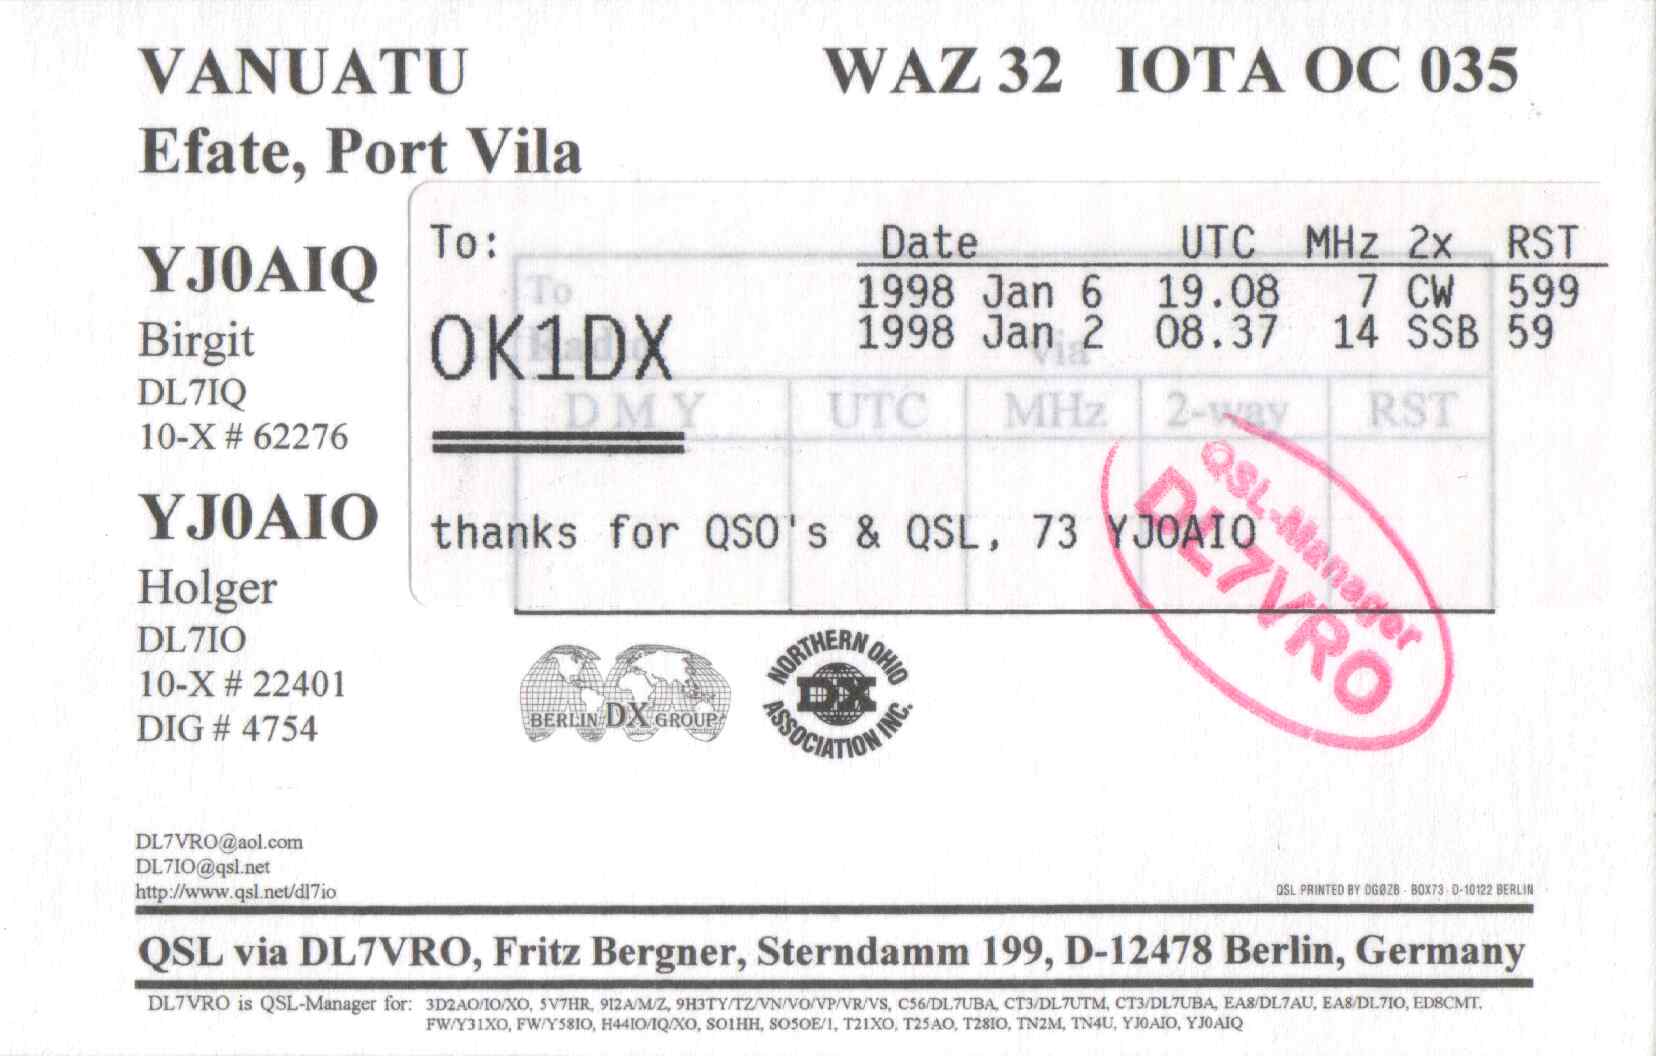 VANUATU WAZ 32 IOTA OC 035
Efate, Port Vila
YJ0AIQ
Birgit
DL7IQ
10-X # 62276
YJ0AIO
Holger
DL7IO
10-X # 22401
DIG # 4754
To: Date UTC MHz 2x RST
1998 Jan 6 19.08 7 CW 599
1998 Jan 2 08.37 14 SSB 59
OK1DX
To
Radio via
D M Y UTC MHz 2-way RST
thanks for QSO's & QSL, 73 YJ0AIO
QSL-Manager
DL7VRO
BERLIN DX GROUP
NORTHERN OHIO
DX
ASSOCIATION INC.
DL7VRO@aol.com
DL7IO@qsl.net
http://www.qsl.net/dl7io
QSL PRINTED BY DGØZB · BOX73 · D-10122 BERLIN
QSL via DL7VRO, Fritz Bergner, Sterndamm 199, D-12478 Berlin, Germany
DL7VRO is QSL-Manager for: 3D2AO/IO/XO, 5V7HR, 9I2A/M/Z, 9H3TY/TZ/VN/VO/VP/VR/VS, C56/DL7UBA, CT3/DL7UTM, CT3/DL7UBA, EA8/DL7AU, EA8/DL7IO, ED8CMT,
FW/Y31XO, FW/Y58IO, H44IO/IQ/XO, SO1HH, SO5OE/1, T21XO, T25AO, T28IO, TN2M, TN4U, YJ0AIO, YJ0AIQ